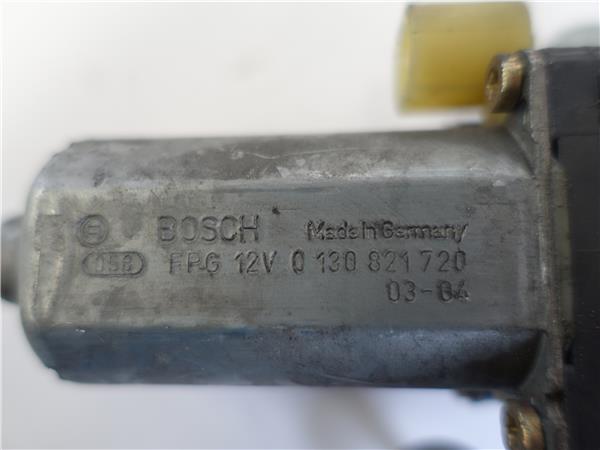 BOSCH Made in Germany
FPG 12V 0 130 821 720
03-04